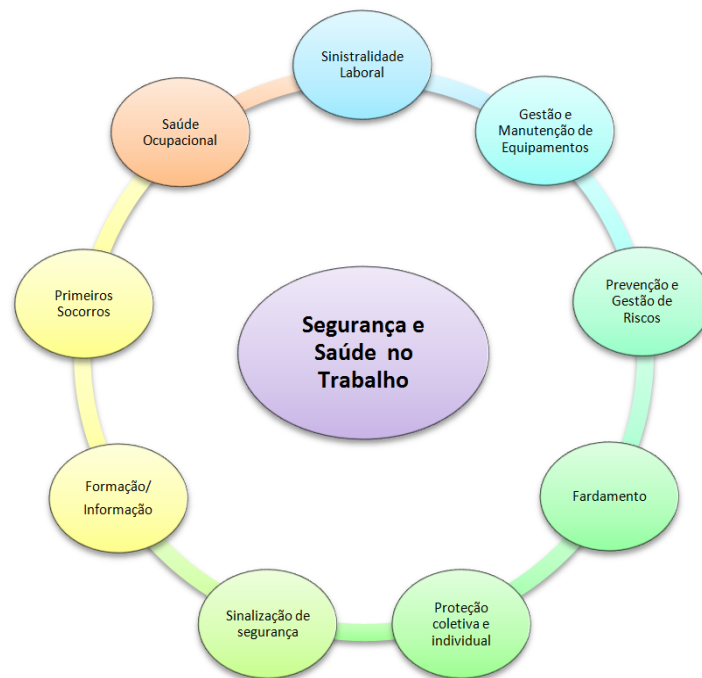 Sinistralidade
Laboral
Gestão e
Manutenção de
Equipamentos
Prevenção e
Gestão de
Riscos
Fardamento
Proteção
coletiva e
individual
Sinalização de
segurança
Formação/
Informação
Primeiros
Socorros
Saúde
Ocupacional
Segurança e
Saúde no
Trabalho